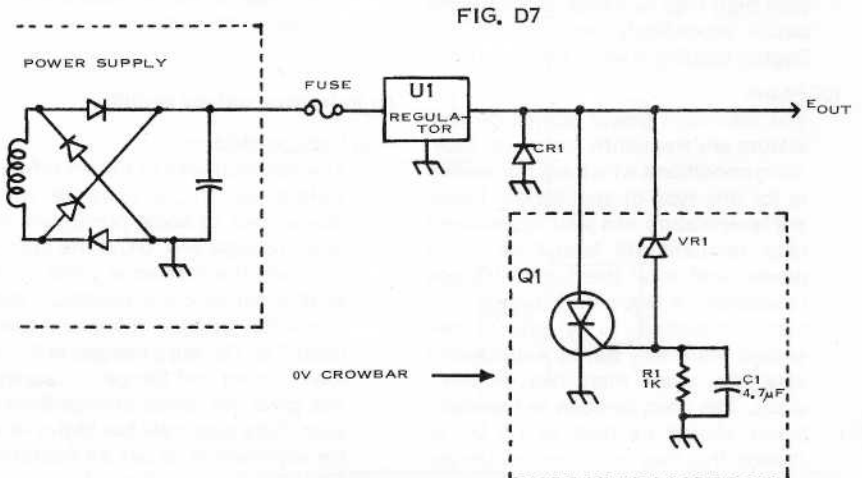 FIG. D7
POWER SUPPLY
FUSE
U1
REGULA-
TOR
EOUT
CR1
VR1
Q1
0V CROWBAR
R1
1K
C1
4.7µF